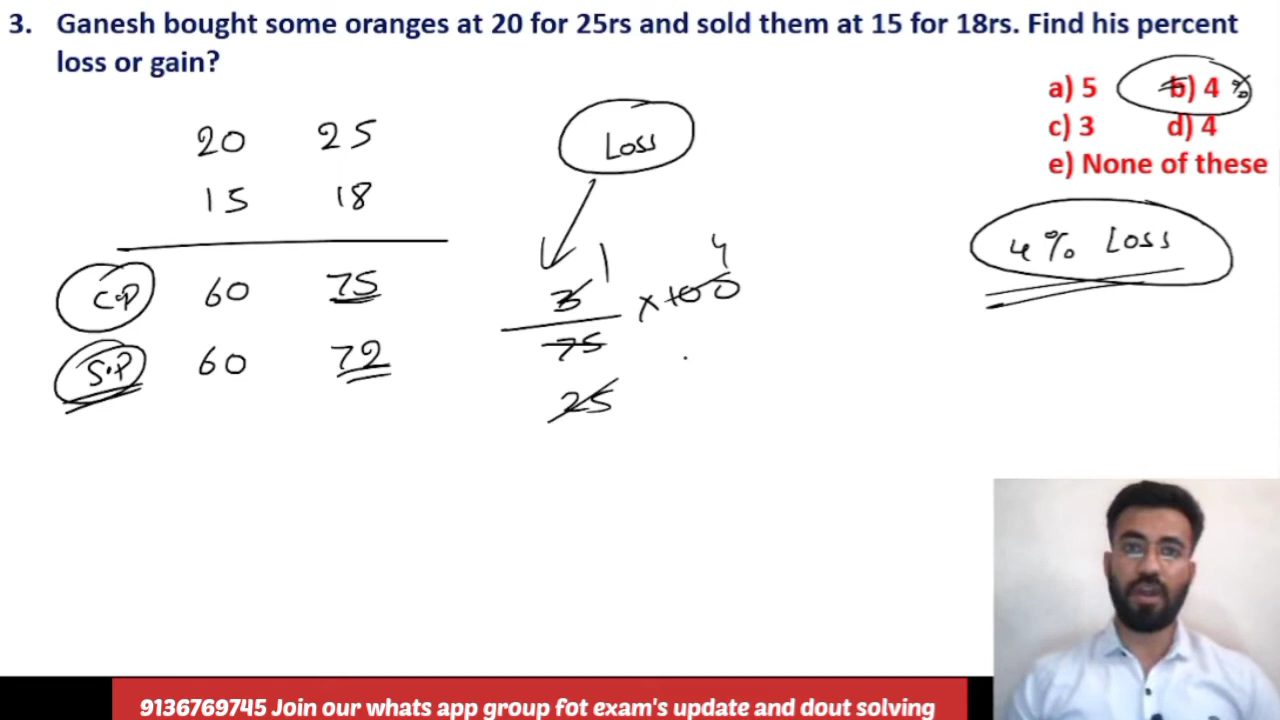 3. Ganesh bought some oranges at 20 for 25rs and sold them at 15 for 18rs. Find his percent
loss or gain?
a) 5 b) 4 %
c) 3 d) 4
e) None of these
20 25
15 18
Loss
C.P 60 75
S.P 60 72
1
3
75
25
4
x 100
4% Loss
9136769745 Join our whats app group fot exam's update and dout solving